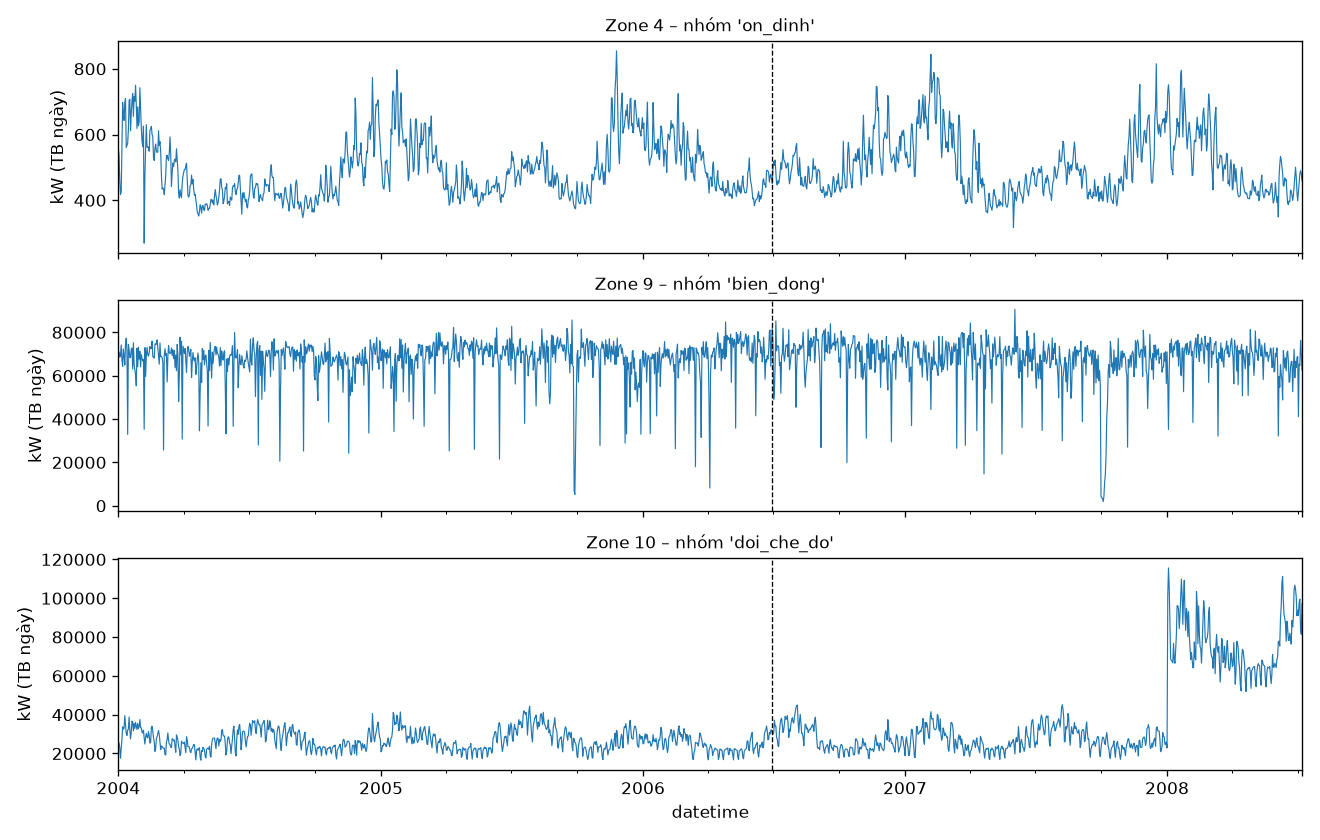 Zone 4 – nhóm 'on_dinh'
800
600
400
kW (TB ngày)
Zone 9 – nhóm 'bien_dong'
80000
60000
40000
20000
0
kW (TB ngày)
Zone 10 – nhóm 'doi_che_do'
120000
100000
80000
60000
40000
20000
kW (TB ngày)
2004 2005 2006 2007 2008
datetime